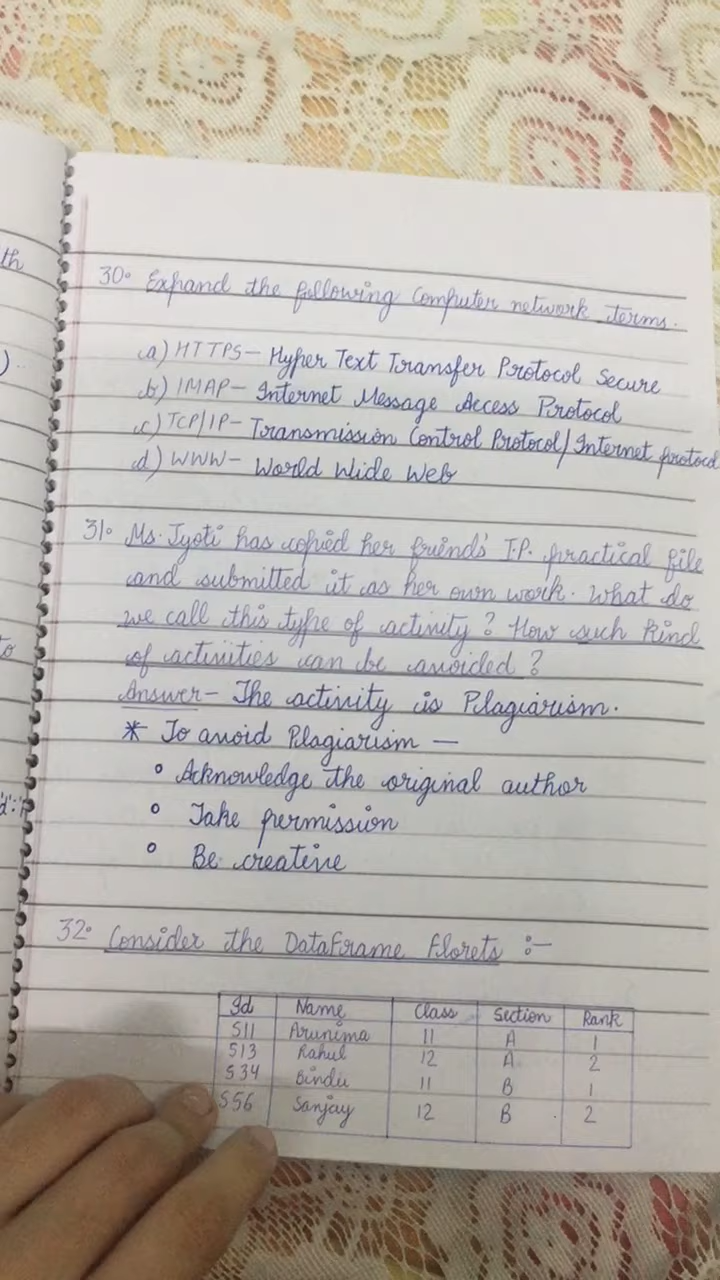 th
30. Expand the following Computer network terms.
).
a) HTTPS- Hyper Text Transfer Protocol Secure
b) IMAP- Internet Message Access Protocol
c) TCP/IP- Transmission Control Protocol/Internet protocol
d) WWW- World Wide Web
31. Ms. Jyoti has copied her friends' I.P. practical file
and submitted it as her own work. What do
we call this type of activity? How such kind
to
of activities can be avoided?
Answer- The activity is Plagiarism.
* To avoid Plagiarism —
Acknowledge the original author
Take permission
Be creative
32. Consider the DataFrame Florets :-
Id Name Class Section Rank
511 Arunima 11 A 1
513 Rahul 12 A 2
534 Bindu 11 B 1
556 Sanjay 12 B 2